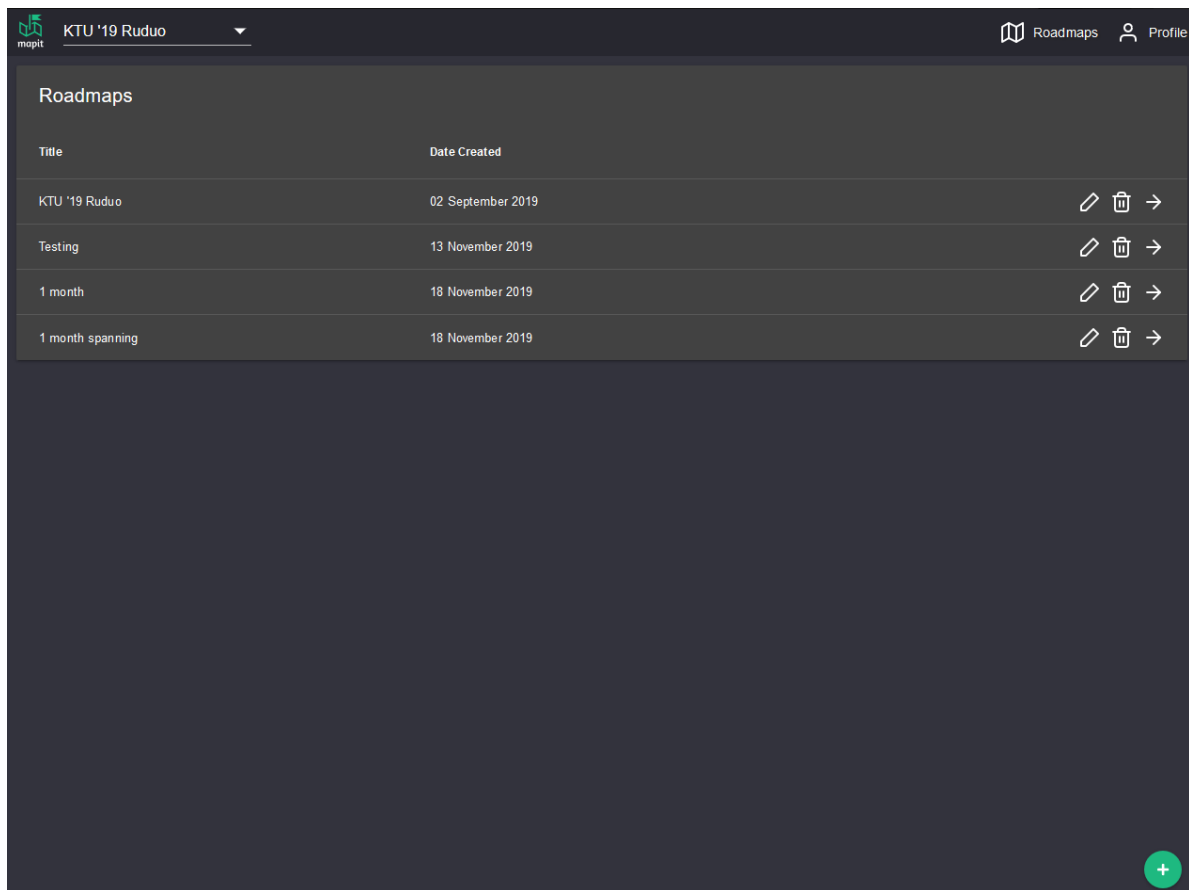 mapit KTU '19 Ruduo Roadmaps Profile
Roadmaps
Title Date Created
KTU '19 Ruduo 02 September 2019
Testing 13 November 2019
1 month 18 November 2019
1 month spanning 18 November 2019